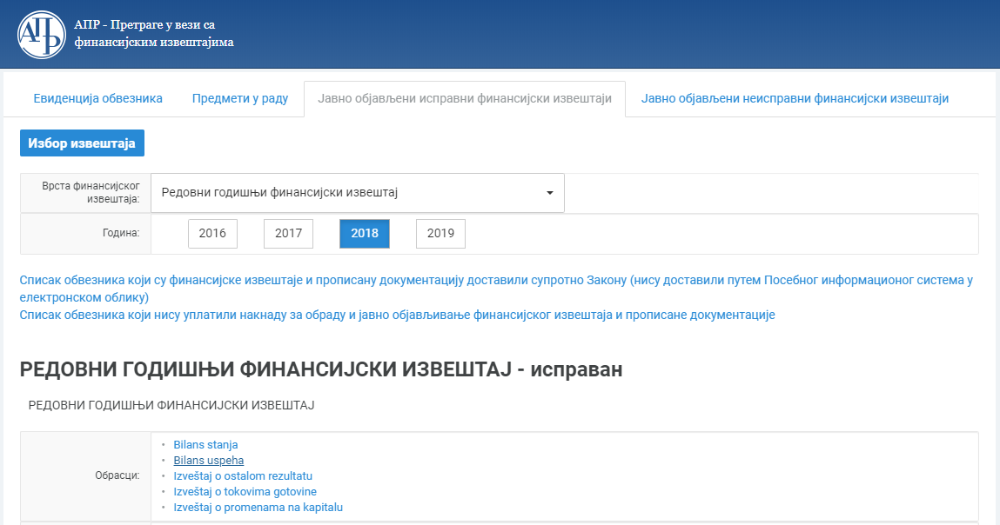 АПР
АПР - Претраге у вези са
финансијским извештајима
Евиденција обвезника
Предмети у раду
Јавно објављени исправни финансијски извештаји
Јавно објављени неисправни финансијски извештаји
Избор извештаја
Врста финансијског
извештаја:
Редовни годишњи финансијски извештај
Година:
2016
2017
2018
2019
Списак обвезника који су финансијске извештаје и прописану документацију доставили супротно Закону (нису доставили путем Посебног информационог система у
електронском облику)
Списак обвезника који нису уплатили накнаду за обраду и јавно објављивање финансијског извештаја и прописане документације
РЕДОВНИ ГОДИШЊИ ФИНАНСИЈСКИ ИЗВЕШТАЈ - исправан
РЕДОВНИ ГОДИШЊИ ФИНАНСИЈСКИ ИЗВЕШТАЈ
Обрасци:
• Bilans stanja
• Bilans uspeha
• Izveštaj o ostalom rezultatu
• Izveštaj o tokovima gotovine
• Izveštaj o promenama na kapitalu